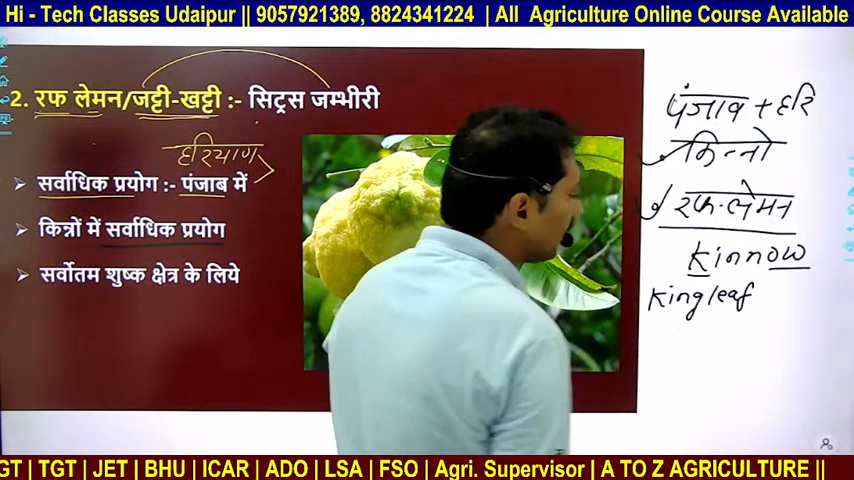 Hi - Tech Classes Udaipur || 9057921389, 8824341224 | All Agriculture Online Course Available
2. रफ लेमन/जट्टी-खट्टी :- सिट्रस जम्भीरी
हरियाणा
सर्वाधिक प्रयोग :- पंजाब में
किन्नों में सर्वाधिक प्रयोग
सर्वोतम शुष्क क्षेत्र के लिये
पंजाब + हरि
किन्नो
रफ-लेमन
kinnow
king leaf
GT | TGT | JET | BHU | ICAR | ADO | LSA | FSO | Agri. Supervisor | A TO Z AGRICULTURE ||